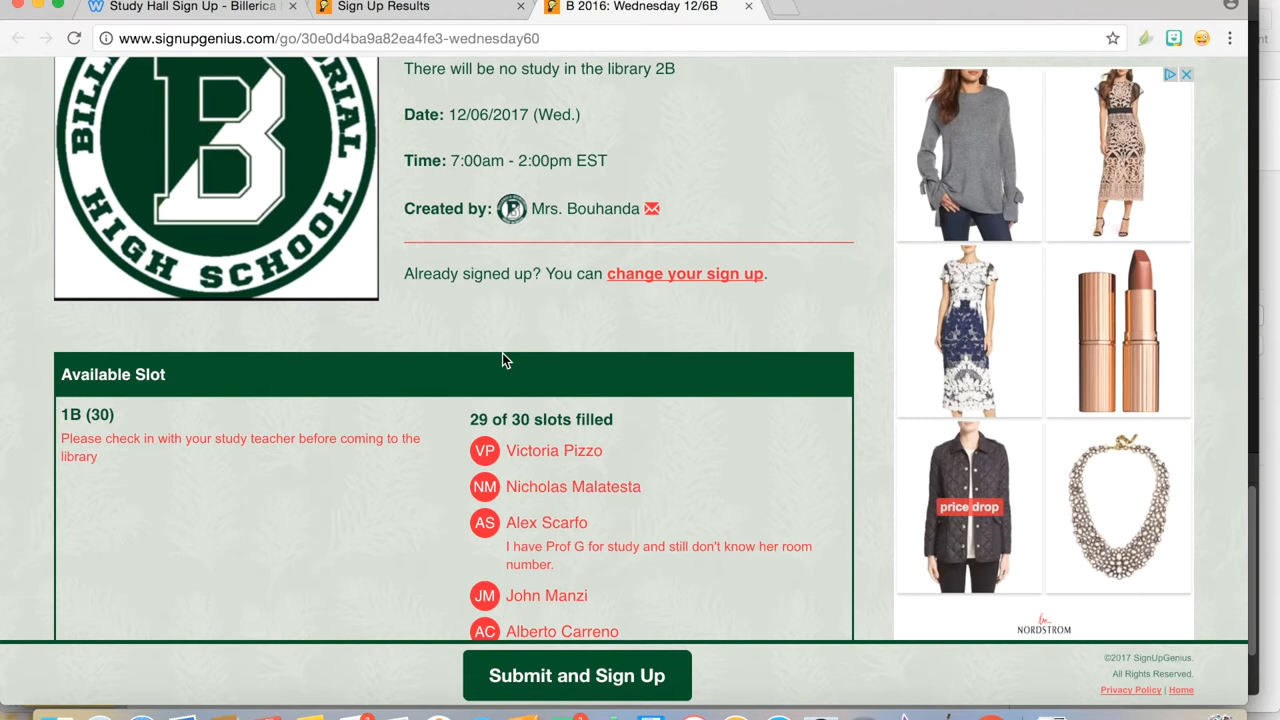 Study Hall Sign Up - Billerica
Sign Up Results
B 2016: Wednesday 12/6B
www.signupgenius.com/go/30e0d4ba9a82ea4fe3-wednesday60
HIGH SCHOOL
B
There will be no study in the library 2B
Date: 12/06/2017 (Wed.)
Time: 7:00am - 2:00pm EST
Created by: Mrs. Bouhanda
Already signed up? You can change your sign up.
Available Slot
1B (30)
Please check in with your study teacher before coming to the
library
29 of 30 slots filled
VP Victoria Pizzo
NM Nicholas Malatesta
AS Alex Scarfo
I have Prof G for study and still don't know her room
number.
JM John Manzi
AC Alberto Carreno
Submit and Sign Up
price drop
NORDSTROM
©2017 SignUpGenius.
All Rights Reserved.
Privacy Policy | Home